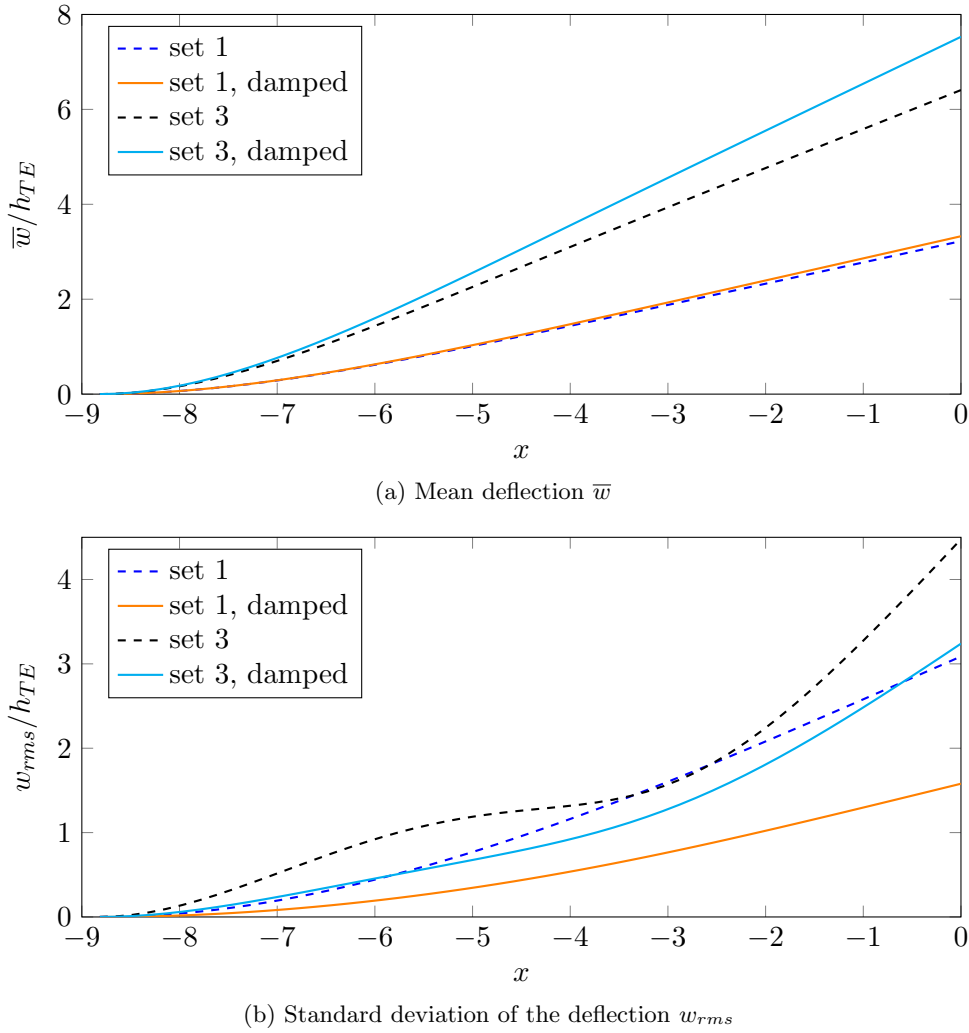 8
6
4
2
0
w̅/h_TE
set 1
set 1, damped
set 3
set 3, damped
−9 −8 −7 −6 −5 −4 −3 −2 −1 0
x
(a) Mean deflection w̅
4
3
2
1
0
w_rms/h_TE
set 1
set 1, damped
set 3
set 3, damped
−9 −8 −7 −6 −5 −4 −3 −2 −1 0
x
(b) Standard deviation of the deflection w_rms